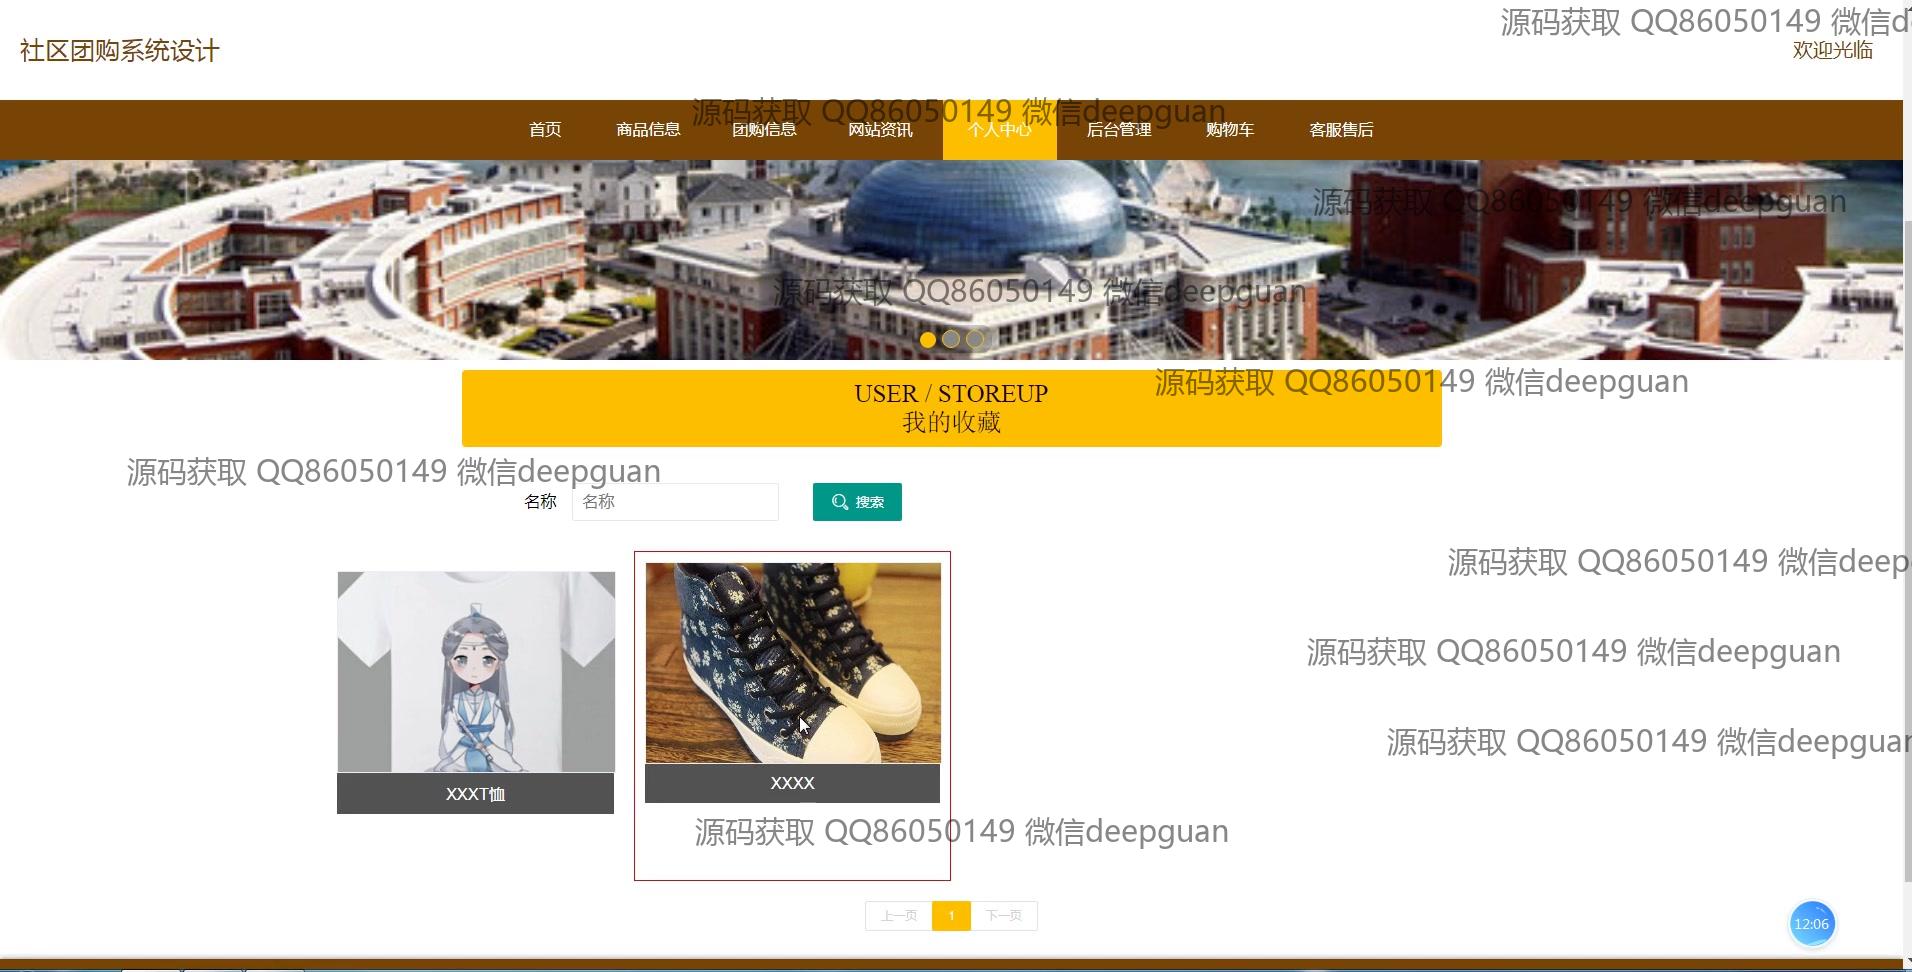 源码获取 QQ86050149 微信d
社区团购系统设计
欢迎光临
源码获取 QQ86050149 微信deepguan
首页
商品信息
团购信息
网站资讯
个人中心
后台管理
购物车
客服售后
源码获取 QQ86050149 微信deepguan
源码获取 QQ86050149 微信deepguan
USER / STOREUP
源码获取 QQ86050149 微信deepguan
我的收藏
源码获取 QQ86050149 微信deepguan
名称
名称
搜索
源码获取 QQ86050149 微信deep
源码获取 QQ86050149 微信deepguan
源码获取 QQ86050149 微信deepguan
XXXT恤
XXXX
源码获取 QQ86050149 微信deepguan
上一页
1
下一页
12:06